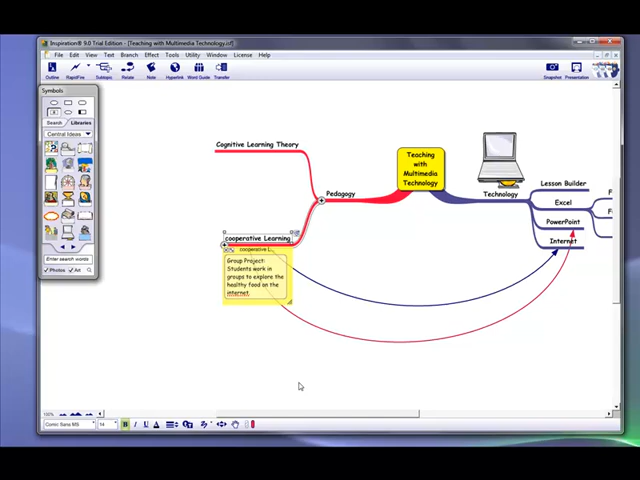 Inspiration® 9.0 Trial Edition - [Teaching with Multimedia Technology.isf]
File Edit View Text Branch Effect Tools Utility Window License Help
Outline RapidFire Subtopic Relate Note Hyperlink Word Guide Transfer Snapshot Presentation
Symbols
Search Libraries
Central Ideas
Enter search words
Photos Art
Cognitive Learning Theory
Pedagogy
Teaching
with
Multimedia
Technology
Technology
Lesson Builder
Excel
PowerPoint
Internet
cooperative Learning
cooperative L...
Group Project:
Students work in
groups to explore the
healthy food on the
internet.
100%
Comic Sans MS 14 B I U A